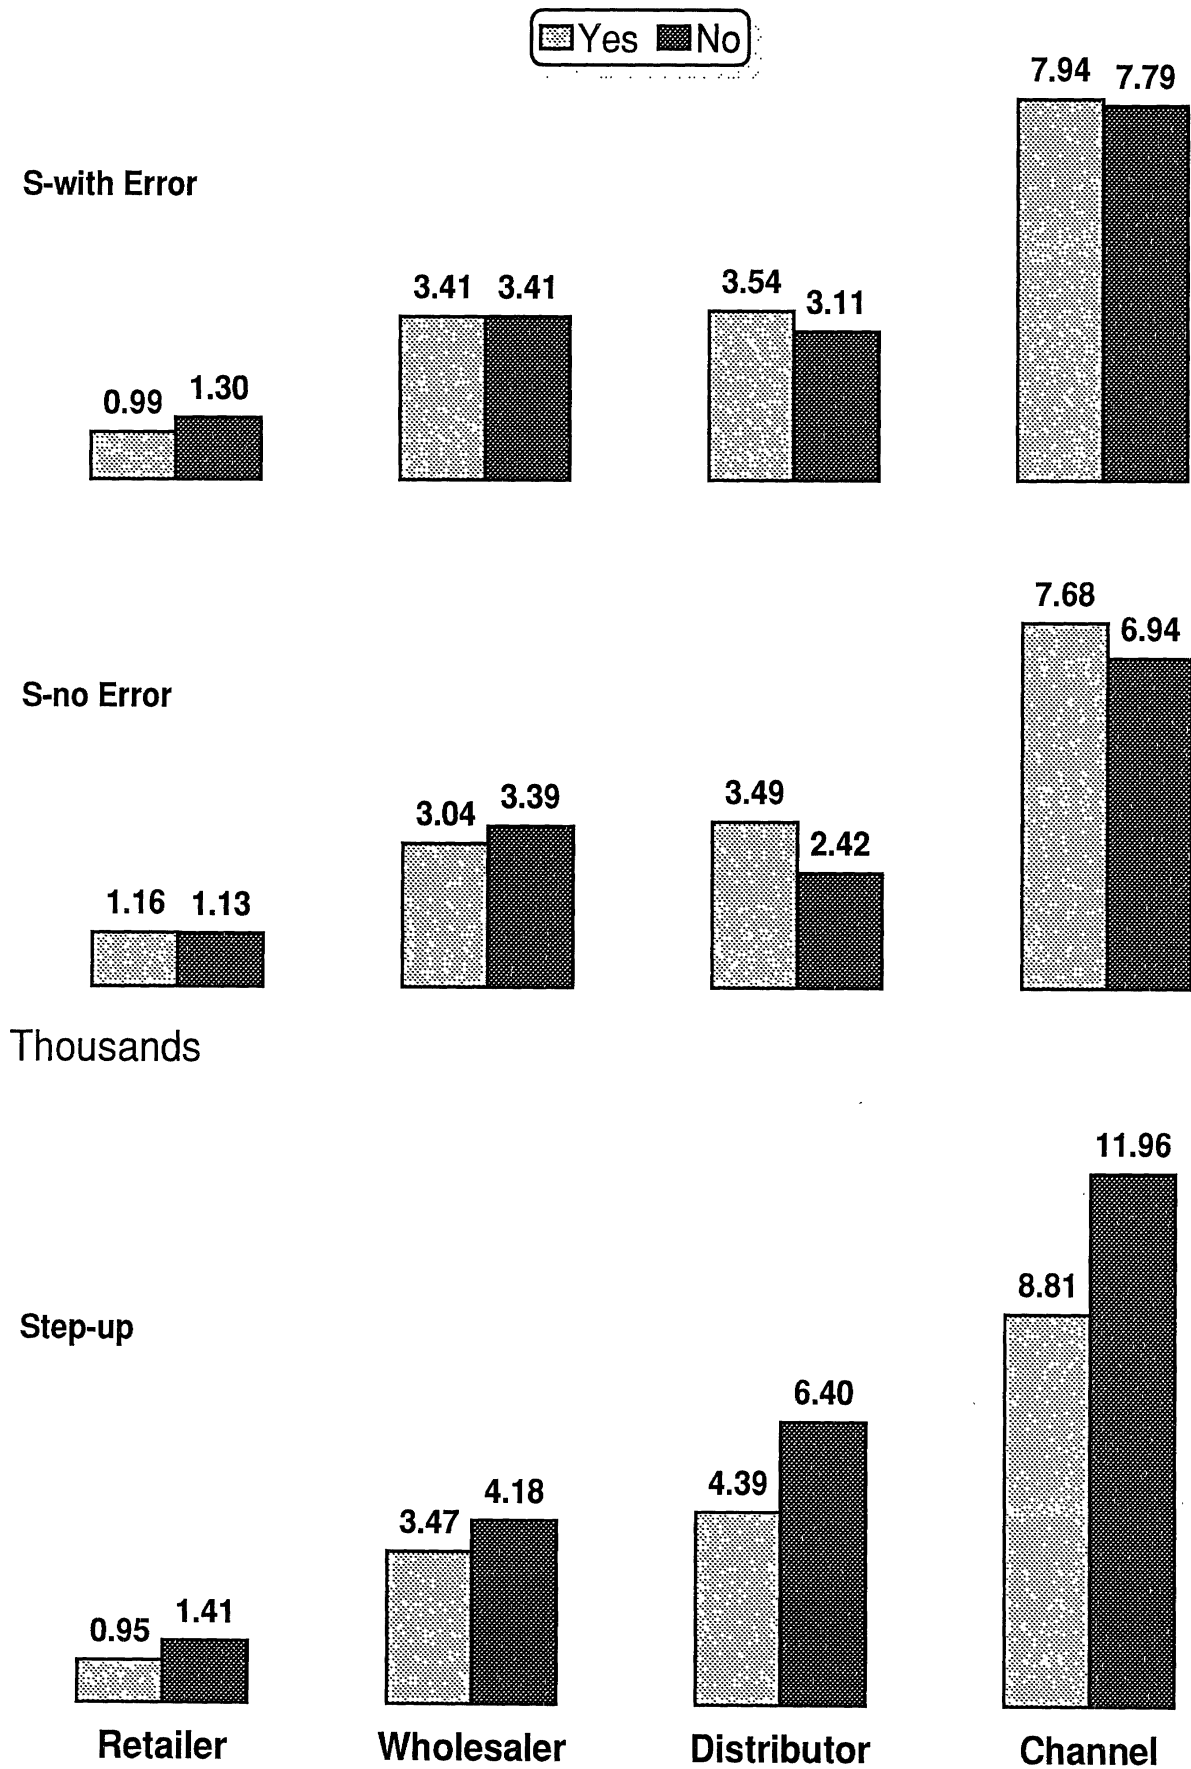 Yes No
7.94 7.79
S-with Error
3.41 3.41 3.54 3.11
0.99 1.30
7.68 6.94
S-no Error
3.04 3.39 3.49 2.42
1.16 1.13
Thousands
11.96
8.81
Step-up
6.40
4.39
3.47 4.18
0.95 1.41
Retailer Wholesaler Distributor Channel